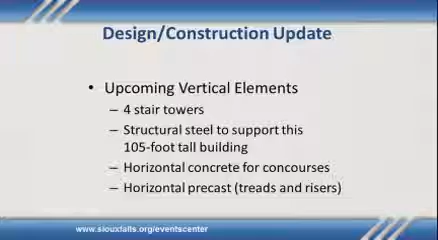 Design/Construction Update
• Upcoming Vertical Elements
– 4 stair towers
– Structural steel to support this
105-foot tall building
– Horizontal concrete for concourses
– Horizontal precast (treads and risers)
www.siouxfalls.org/eventscenter